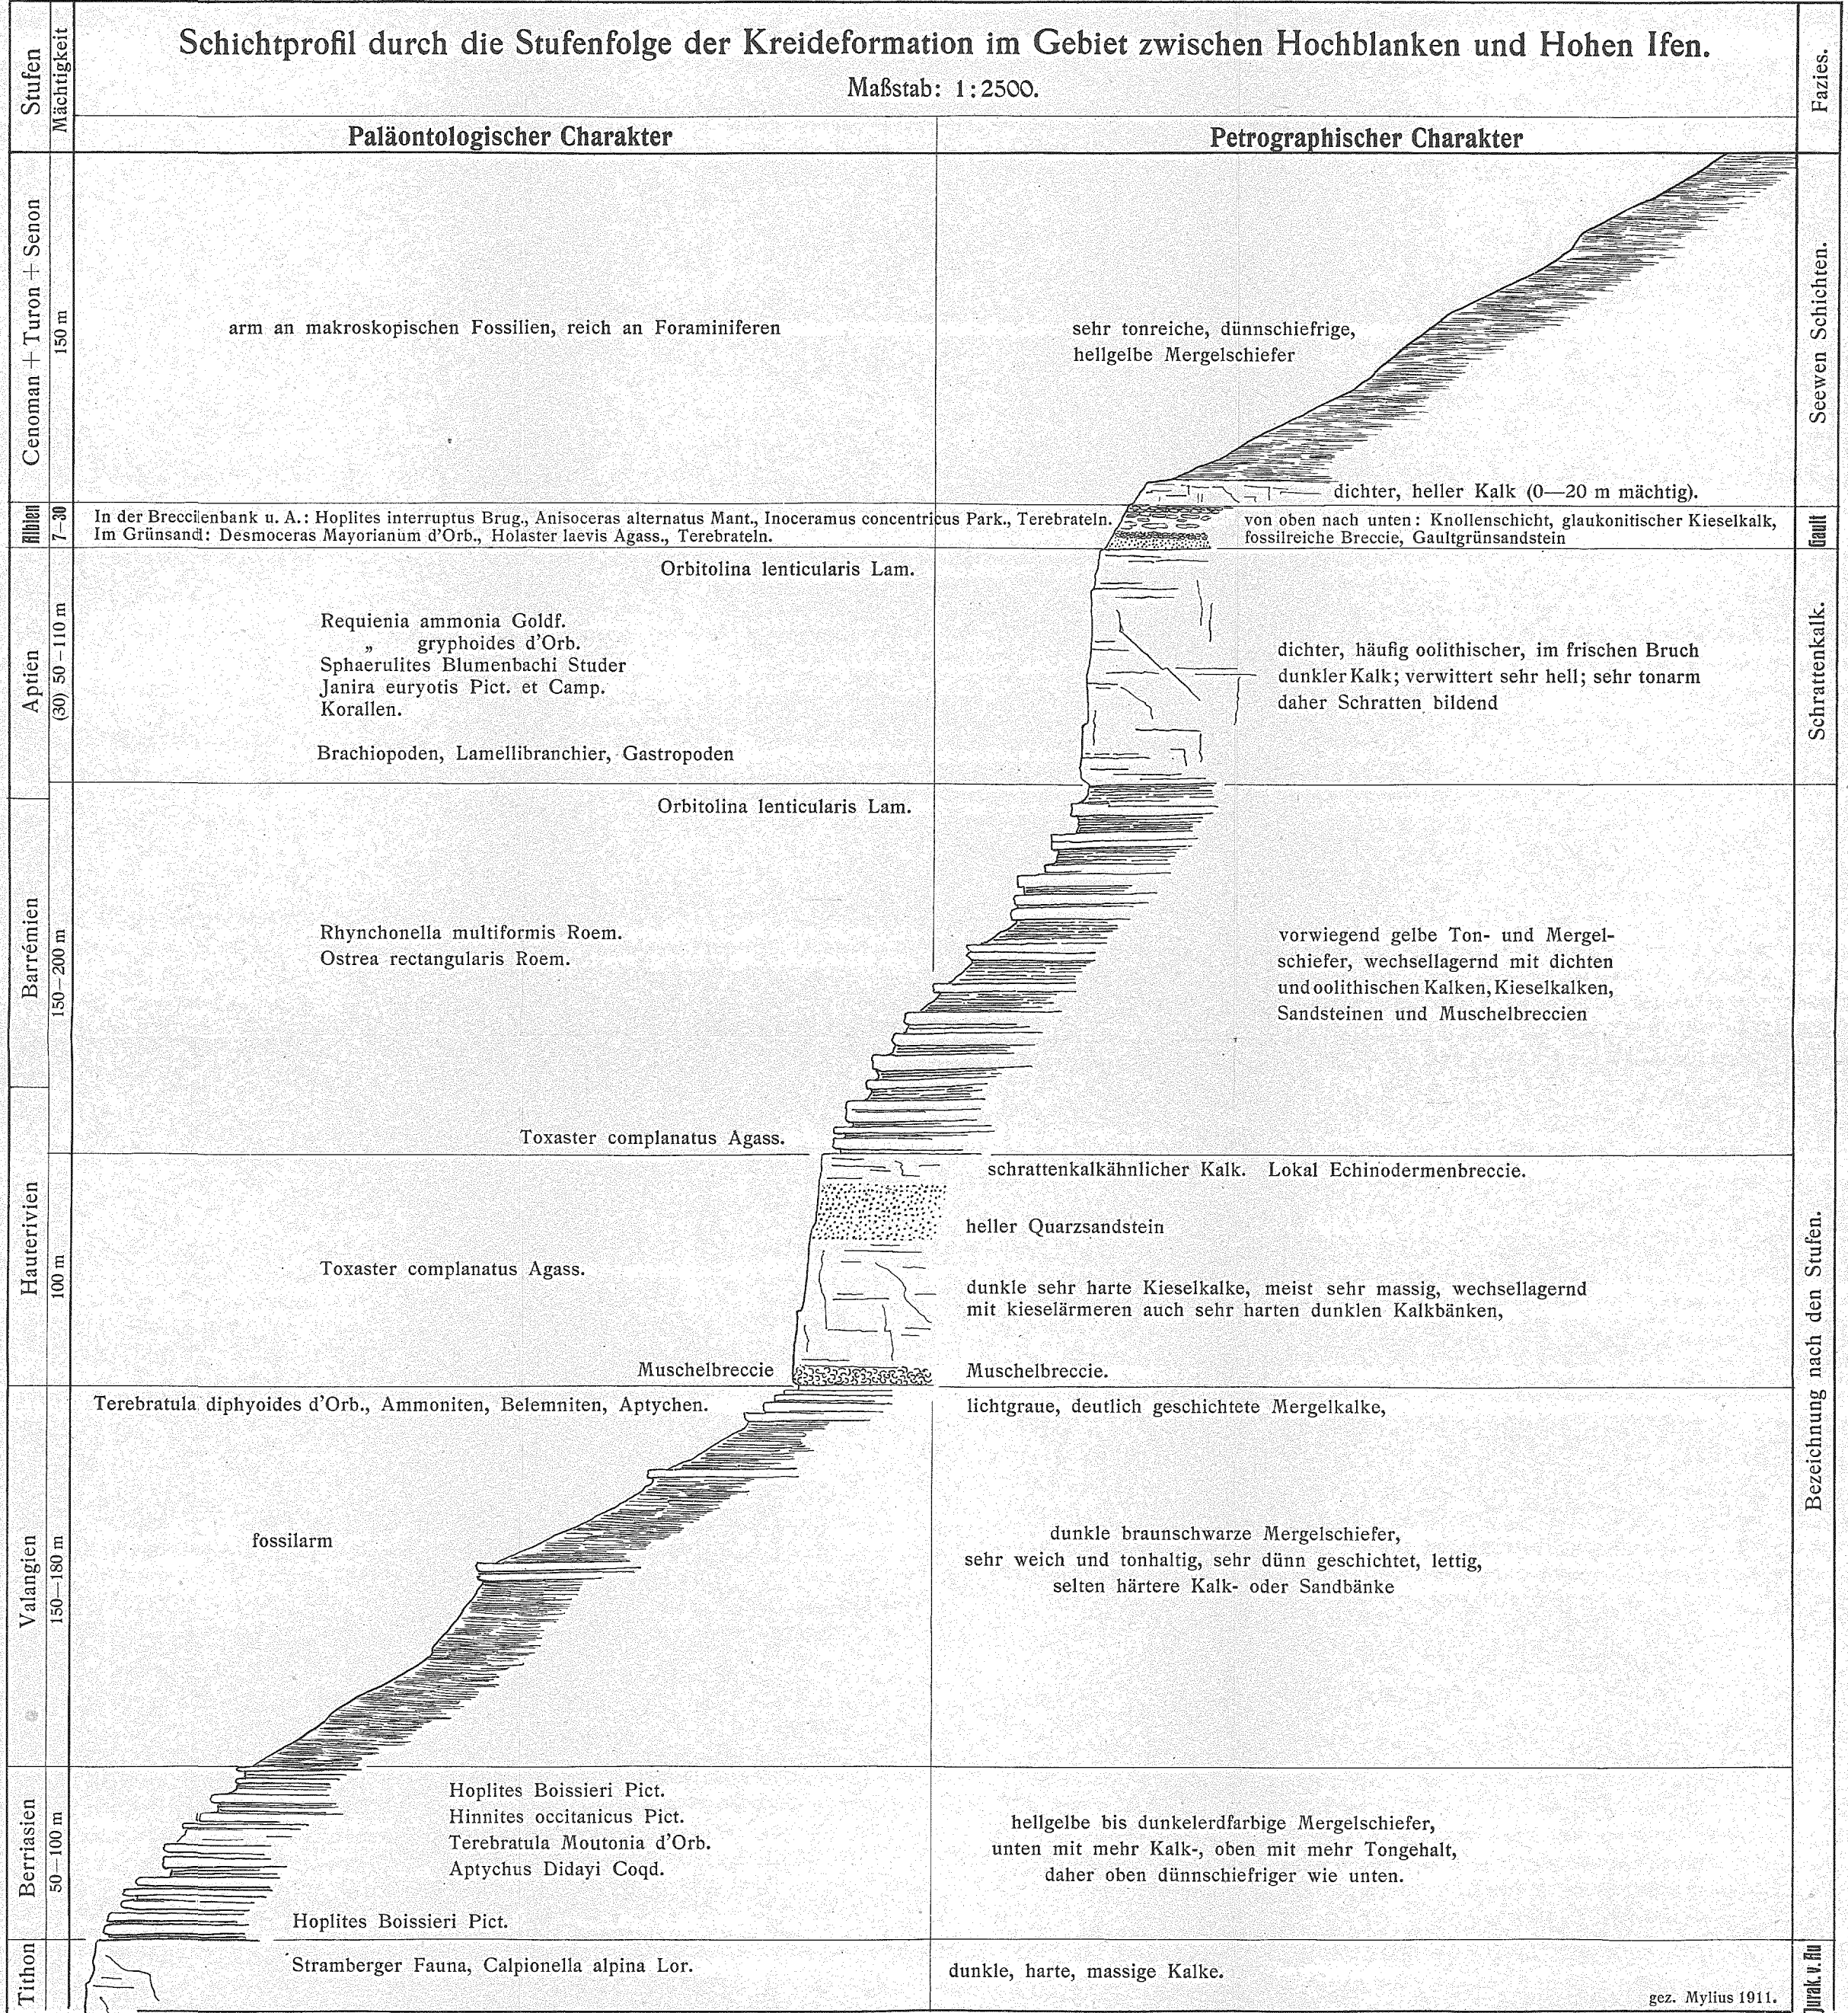 Schichtprofil durch die Stufenfolge der Kreideformation im Gebiet zwischen Hochblanken und Hohen Ifen.
Maßstab: 1:2500.
Stufen
Mächtigkeit
Paläontologischer Charakter
Petrographischer Charakter
Fazies.
Cenoman + Turon + Senon
150 m
arm an makroskopischen Fossilien, reich an Foraminiferen
sehr tonreiche, dünnschiefrige,
hellgelbe Mergelschiefer
dichter, heller Kalk (0—20 m mächtig).
Seewen Schichten.
Albien
7—30
In der Breccienbank u. A.: Hoplites interruptus Brug., Anisoceras alternatus Mant., Inoceramus concentricus Park., Terebrateln.
Im Grünsand: Desmoceras Mayorianum d'Orb., Holaster laevis Agass., Terebrateln.
von oben nach unten: Knollenschicht, glaukonitischer Kieselkalk,
fossilreiche Breccie, Gaultgrünsandstein
Gault
Aptien
(30) 50—110 m
Orbitolina lenticularis Lam.
Requienia ammonia Goldf.
„ gryphoides d'Orb.
Sphaerulites Blumenbachi Studer
Janira euryotis Pict. et Camp.
Korallen.
Brachiopoden, Lamellibranchier, Gastropoden
dichter, häufig oolithischer, im frischen Bruch
dunkler Kalk; verwittert sehr hell; sehr tonarm
daher Schratten bildend
Schrattenkalk.
Barrémien
150—200 m
Orbitolina lenticularis Lam.
Rhynchonella multiformis Roem.
Ostrea rectangularis Roem.
Toxaster complanatus Agass.
vorwiegend gelbe Ton- und Mergel-
schiefer, wechsellagernd mit dichten
und oolithischen Kalken, Kieselkalken,
Sandsteinen und Muschelbreccien
Hauterivien
100 m
Toxaster complanatus Agass.
Muschelbreccie
schrattenkalkähnlicher Kalk. Lokal Echinodermenbreccie.
heller Quarzsandstein
dunkle sehr harte Kieselkalke, meist sehr massig, wechsellagernd
mit kieselärmeren auch sehr harten dunklen Kalkbänken,
Muschelbreccie.
Bezeichnung nach den Stufen.
Valangien
150—180 m
Terebratula diphyoides d'Orb., Ammoniten, Belemniten, Aptychen.
fossilarm
lichtgraue, deutlich geschichtete Mergelkalke,
dunkle braunschwarze Mergelschiefer,
sehr weich und tonhaltig, sehr dünn geschichtet, lettig,
selten härtere Kalk- oder Sandbänke
Berriasien
50—100 m
Hoplites Boissieri Pict.
Hinnites occitanicus Pict.
Terebratula Moutonia d'Orb.
Aptychus Didayi Coqd.
Hoplites Boissieri Pict.
hellgelbe bis dunkelerdfarbige Mergelschiefer,
unten mit mehr Kalk-, oben mit mehr Tongehalt,
daher oben dünnschiefriger wie unten.
Tithon
Stramberger Fauna, Calpionella alpina Lor.
dunkle, harte, massige Kalke.
Jurak. v. Au
gez. Mylius 1911.